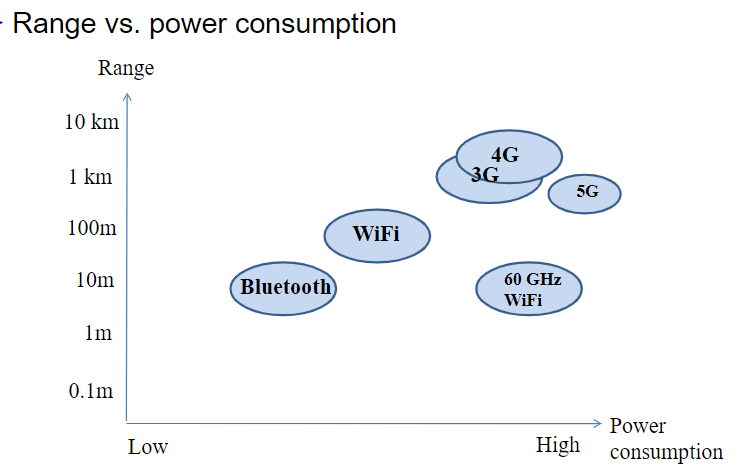 Range vs. power consumption
Range
10 km
4G
1 km
3G
5G
100m
WiFi
10m
Bluetooth
60 GHz
WiFi
1m
0.1m
Low
High
Power
consumption